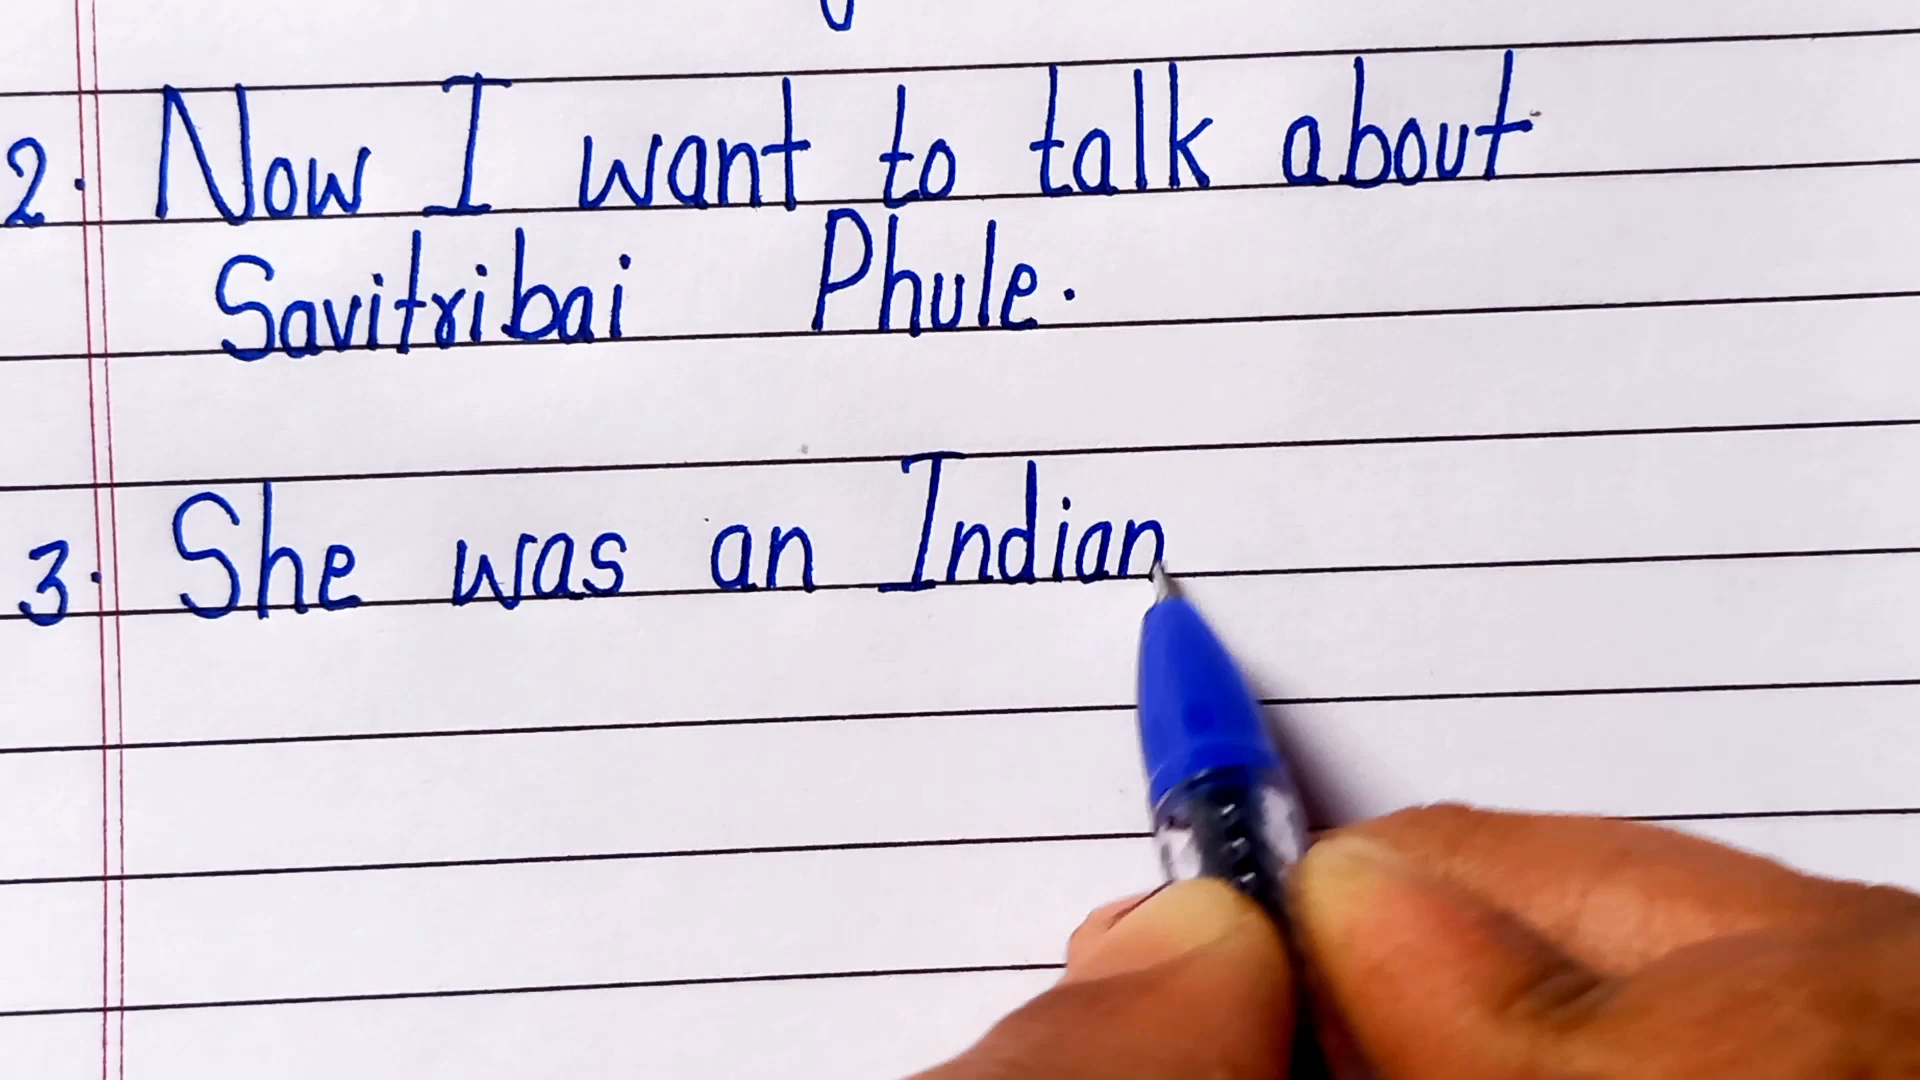 2. Now I want to talk about
Savitribai Phule.
3. She was an Indian